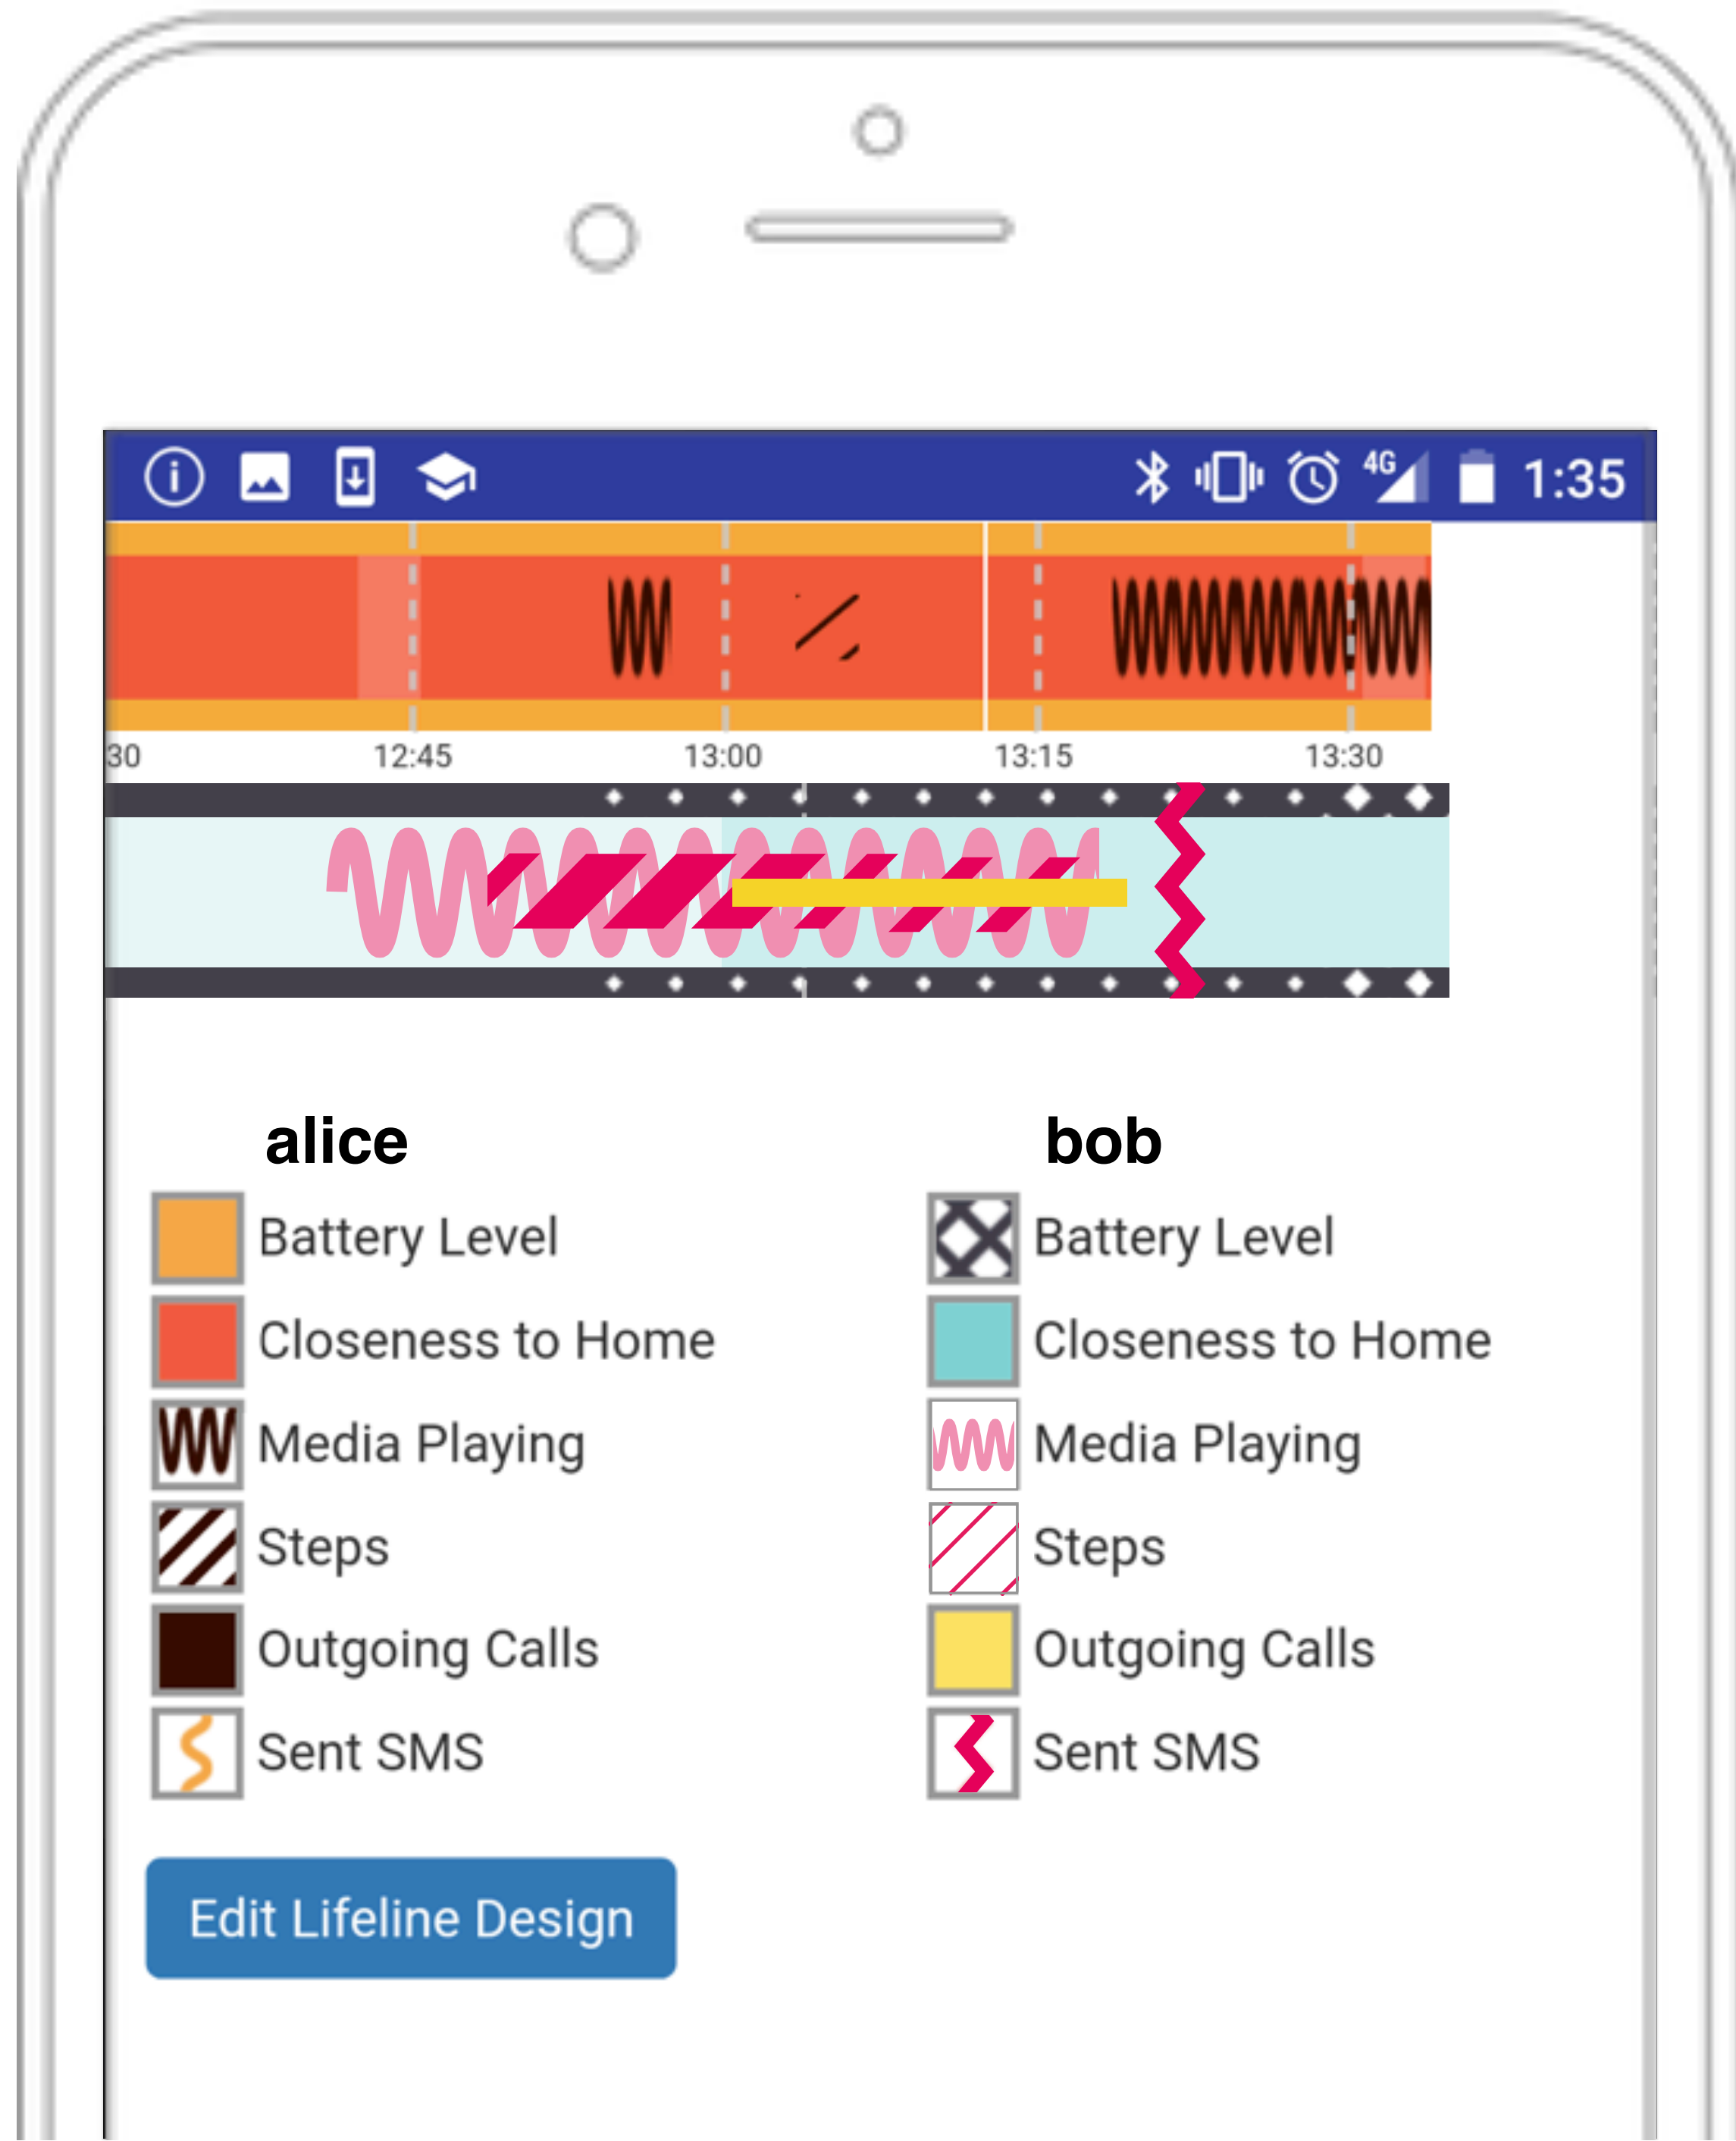 4G 1:35
30 12:45 13:00 13:15 13:30
alice
Battery Level
Closeness to Home
Media Playing
Steps
Outgoing Calls
Sent SMS
bob
Battery Level
Closeness to Home
Media Playing
Steps
Outgoing Calls
Sent SMS
Edit Lifeline Design